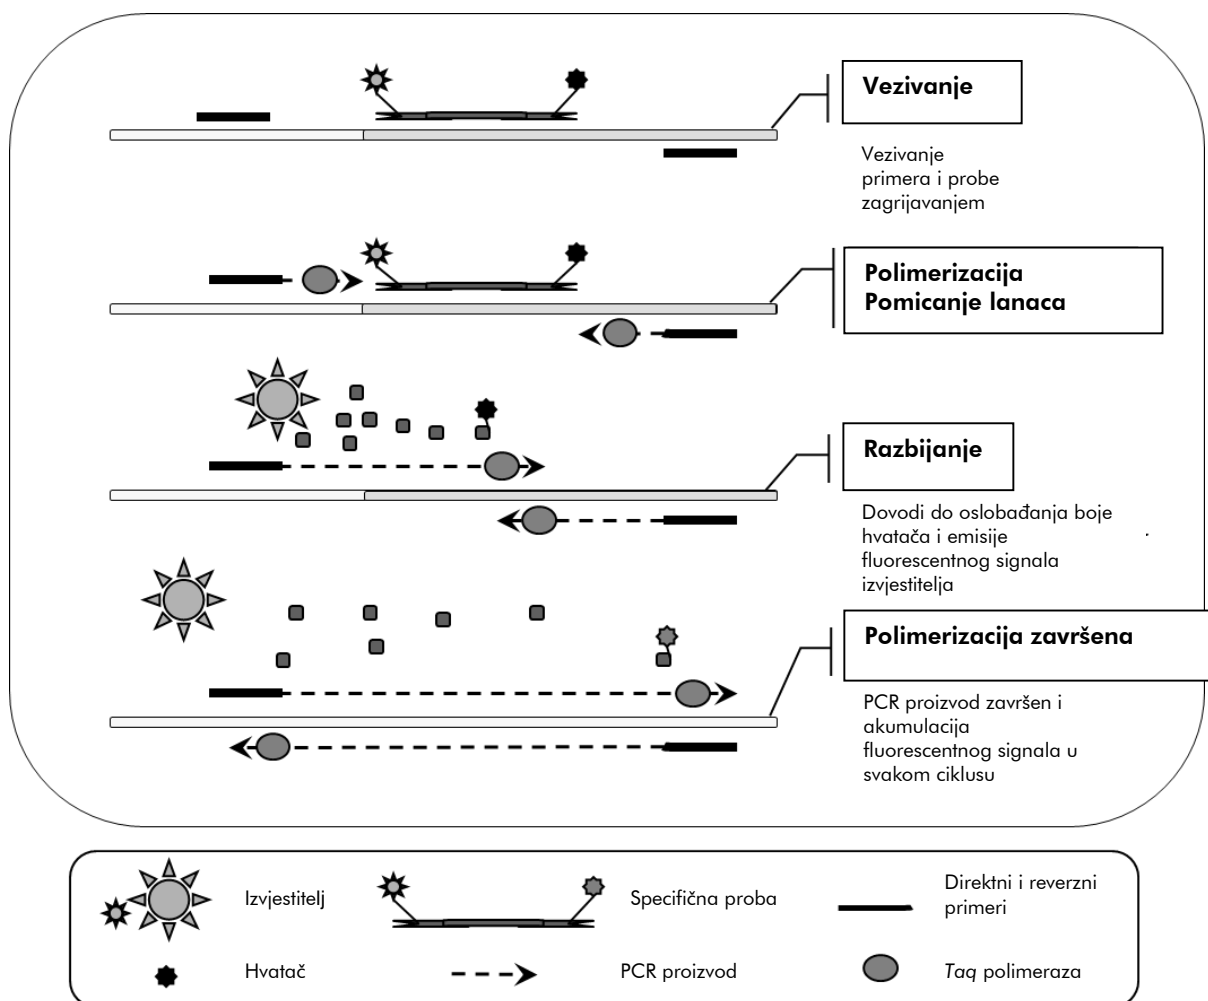 Vezivanje
Vezivanje
primera i probe
zagrijavanjem
Polimerizacija
Pomicanje lanaca
Razbijanje
Dovodi do oslobađanja boje
hvatača i emisije
fluorescentnog signala
izvjestitelja
Polimerizacija završena
PCR proizvod završen i
akumulacija
fluorescentnog signala u
svakom ciklusu
Izvjestitelj
Specifična proba
Direktni i reverzni
primeri
Hvatač
PCR proizvod
Taq polimeraza